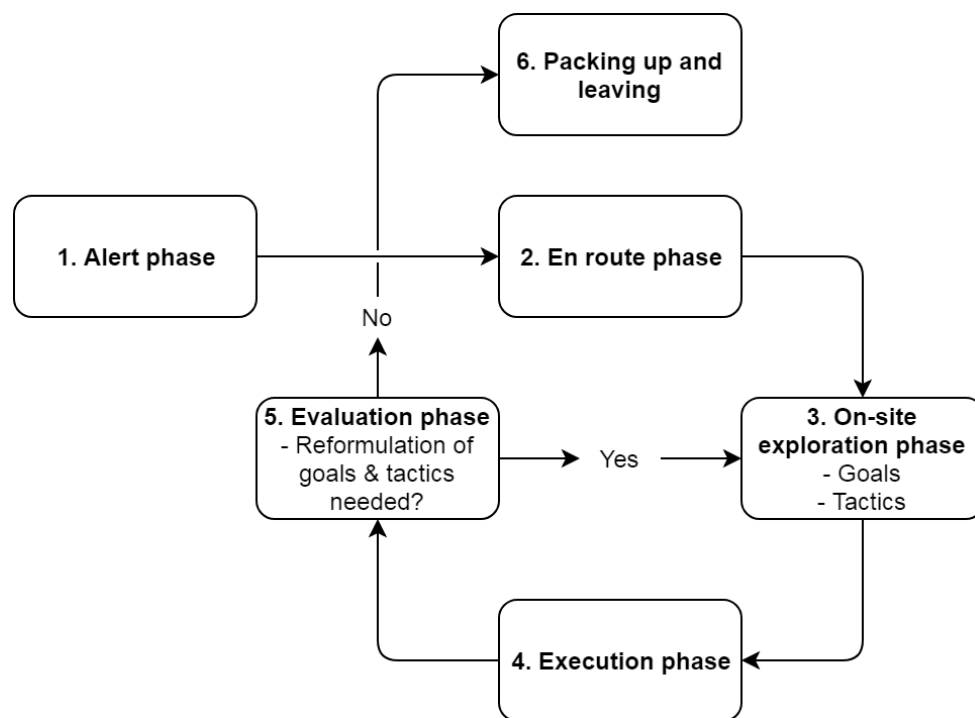 6. Packing up and
leaving
1. Alert phase
2. En route phase
No
5. Evaluation phase
- Reformulation of
goals & tactics
needed?
Yes
3. On-site
exploration phase
- Goals
- Tactics
4. Execution phase